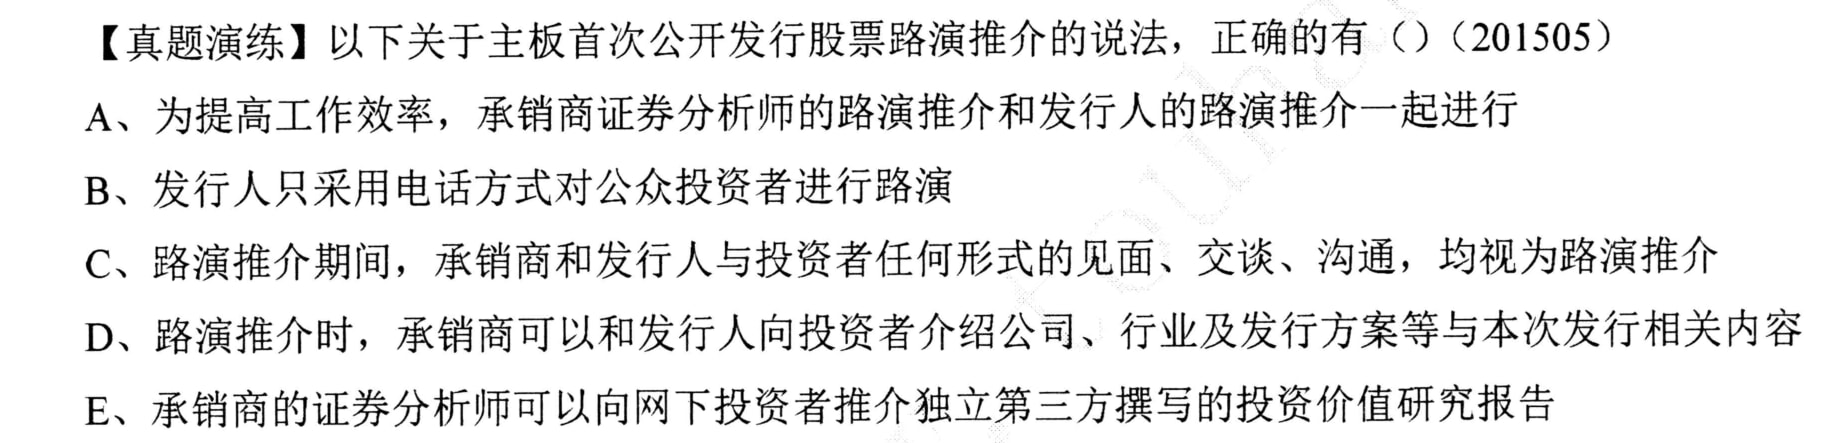 【真题演练】以下关于主板首次公开发行股票路演推介的说法，正确的有（）（201505）
A、为提高工作效率，承销商证券分析师的路演推介和发行人的路演推介一起进行
B、发行人只采用电话方式对公众投资者进行路演
C、路演推介期间，承销商和发行人与投资者任何形式的见面、交谈、沟通，均视为路演推介
D、路演推介时，承销商可以和发行人向投资者介绍公司、行业及发行方案等与本次发行相关内容
E、承销商的证券分析师可以向网下投资者推介独立第三方撰写的投资价值研究报告